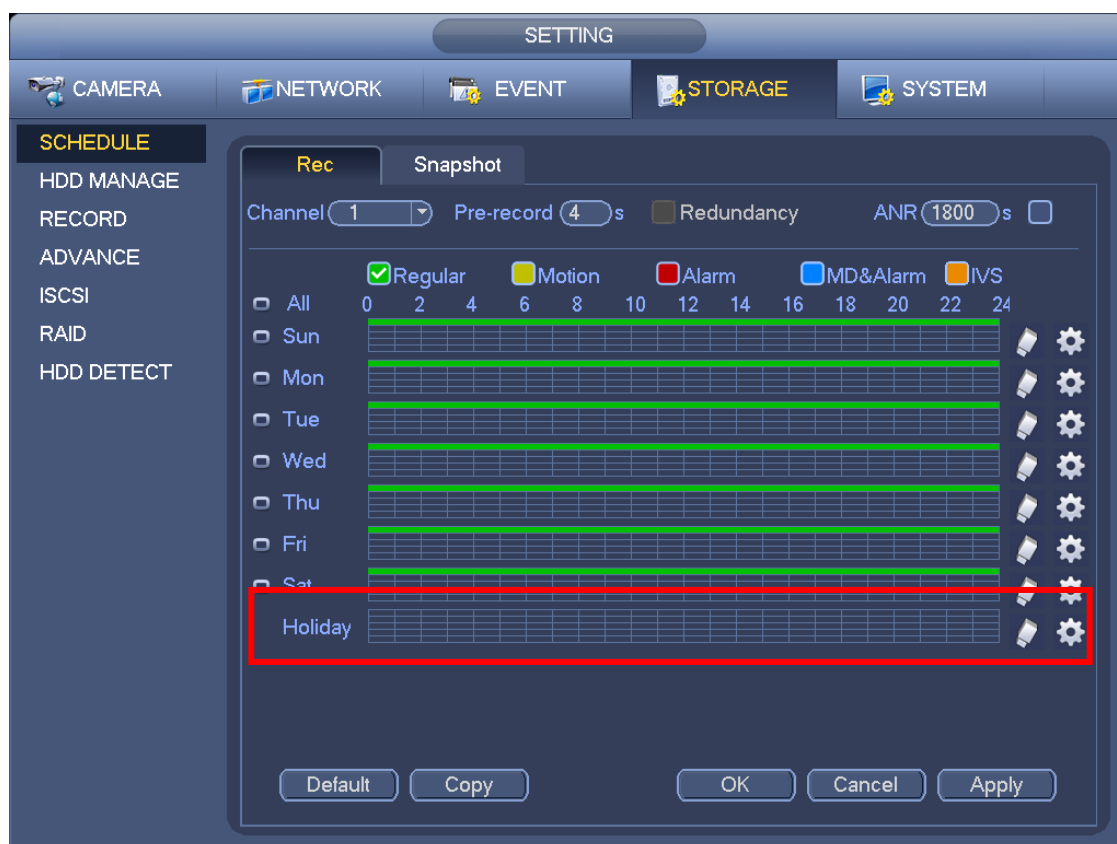 SETTING
CAMERA NETWORK EVENT STORAGE SYSTEM
SCHEDULE
HDD MANAGE
RECORD
ADVANCE
ISCSI
RAID
HDD DETECT
Rec Snapshot
Channel 1 Pre-record 4 s Redundancy ANR 1800 s
Regular Motion Alarm MD&Alarm IVS
All 0 2 4 6 8 10 12 14 16 18 20 22 24
Sun
Mon
Tue
Wed
Thu
Fri
Sat
Holiday
Default Copy OK Cancel Apply